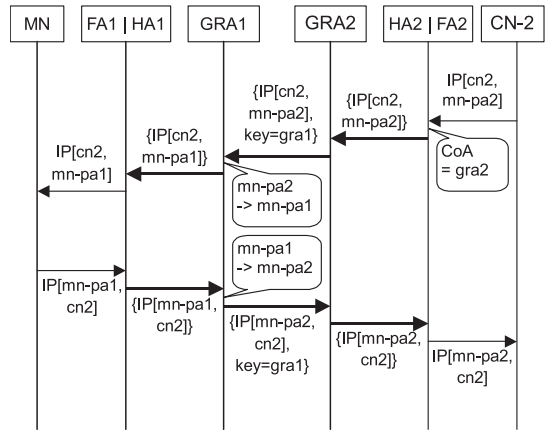 MN
FA1 | HA1
GRA1
GRA2
HA2 | FA2
CN-2
IP[cn2,
mn-pa2]
{IP[cn2,
mn-pa2]}
{IP[cn2,
mn-pa2],
key=gra1}
{IP[cn2,
mn-pa1]}
IP[cn2,
mn-pa1]
CoA
= gra2
mn-pa2
-> mn-pa1
mn-pa1
-> mn-pa2
IP[mn-pa1,
cn2]
{IP[mn-pa1,
cn2]}
{IP[mn-pa2,
cn2],
key=gra1}
{IP[mn-pa2,
cn2]}
IP[mn-pa2,
cn2]